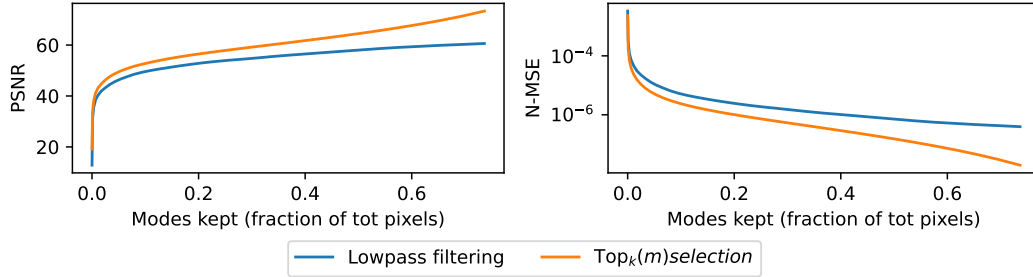 PSNR
60
40
20
0.0 0.2 0.4 0.6
Modes kept (fraction of tot pixels)
N-MSE
10⁻⁴
10⁻⁶
0.0 0.2 0.4 0.6
Modes kept (fraction of tot pixels)
Lowpass filtering
Topₖ(m)selection